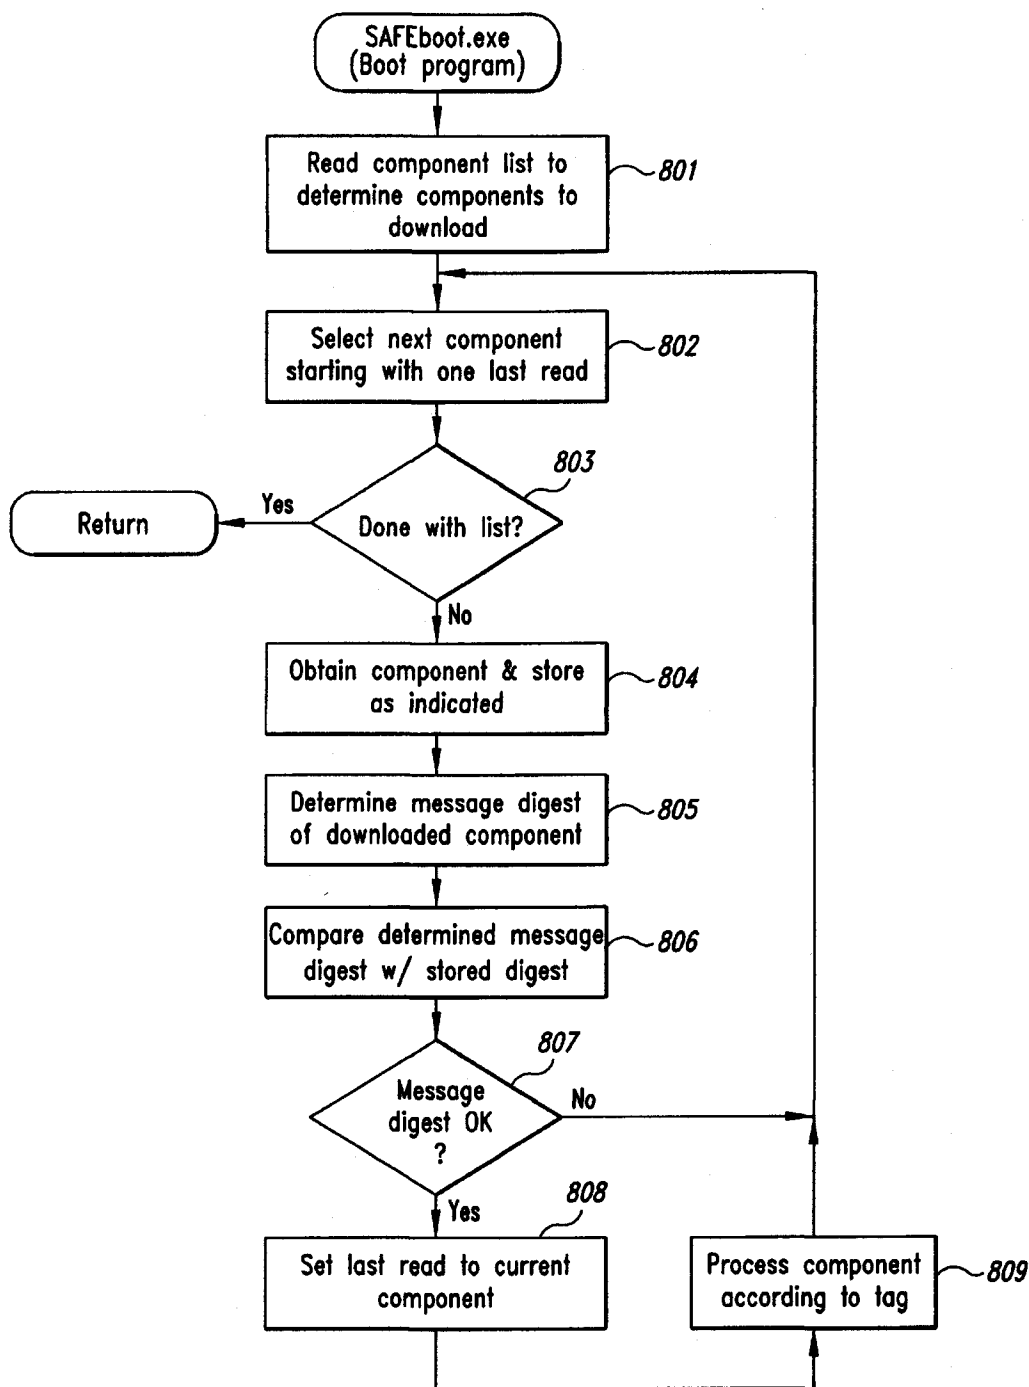 SAFEboot.exe
(Boot program)
Read component list to
determine components to
download
801
Select next component
starting with one last read
802
803
Done with list?
Yes
Return
No
Obtain component & store
as indicated
804
Determine message digest
of downloaded component
805
Compare determined message
digest w/ stored digest
806
807
Message
digest OK
?
No
Yes
808
Set last read to current
component
Process component
according to tag
809